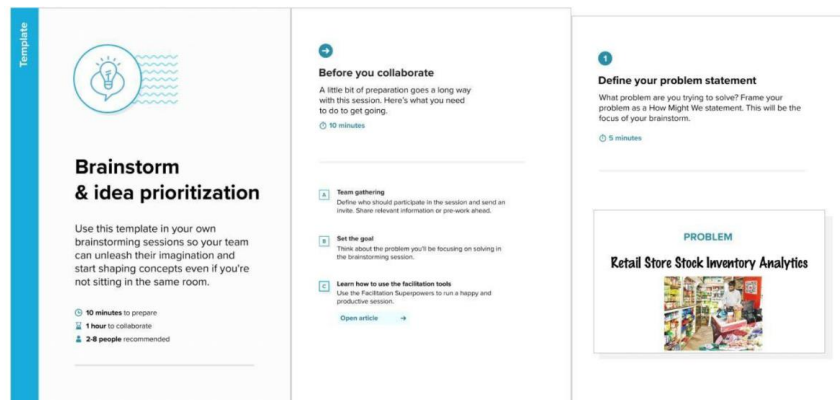 Template
Brainstorm
& idea prioritization
Use this template in your own
brainstorming sessions so your team
can unleash their imagination and
start shaping concepts even if you're
not sitting in the same room.
10 minutes to prepare
1 hour to collaborate
2-8 people recommended
Before you collaborate
A little bit of preparation goes a long way
with this session. Here's what you need
to do to get going.
10 minutes
A
Team gathering
Define who should participate in the session and send an
invite. Share relevant information or pre-work ahead.
B
Set the goal
Think about the problem you'll be focusing on solving in
the brainstorming session.
C
Learn how to use the facilitation tools
Use the Facilitation Superpowers to run a happy and
productive session.
Open article
1
Define your problem statement
What problem are you trying to solve? Frame your
problem as a How Might We statement. This will be the
focus of your brainstorm.
5 minutes
PROBLEM
Retail Store Stock Inventory Analytics